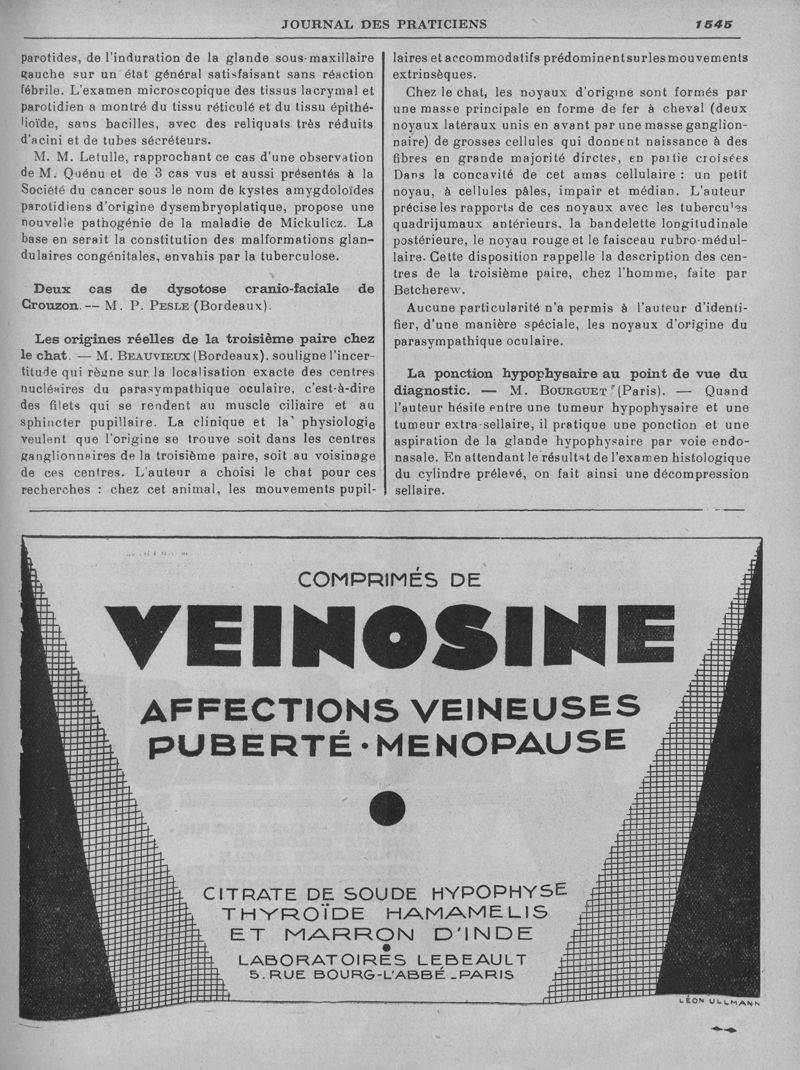 JOURNAL DES PRATICIENS 1545
parotides, de l'induration de la glande sous-maxillaire
gauche sur un état général satisfaisant sans réaction
fébrile. L'examen microscopique des tissus lacrymal et
parotidien a montré du tissu réticulé et du tissu épithé-
lioïde, sans bacilles, avec des reliquats très réduits
d'acini et de tubes sécréteurs.
M. M. Letulle, rapprochant ce cas d'une observation
de M. Quénu et de 3 cas vus et aussi présentés à la
Société du cancer sous le nom de kystes amygdoloïdes
parotidiens d'origine dysembryoplatique, propose une
nouvelle pathogénie de la maladie de Mickulicz. La
base en serait la constitution des malformations glan-
dulaires congénitales, envahis par la tuberculose.
Deux cas de dysotose cranio-faciale de
Crouzon. — M. P. PESLE (Bordeaux).
Les origines réelles de la troisième paire chez
le chat. — M. BEAUVIEUX (Bordeaux). souligne l'incer-
titude qui règne sur la localisation exacte des centres
nucléaires du parasympathique oculaire, c'est-à-dire
des filets qui se rendent au muscle ciliaire et au
sphincter pupillaire. La clinique et la physiologie
veulent que l'origine se trouve soit dans les centres
ganglionnaires de la troisième paire, soit au voisinage
de ces centres. L'auteur a choisi le chat pour ces
recherches : chez cet animal, les mouvements pupil-
laires et accommodatifs prédominent sur les mouvements
extrinsèques.
Chez le chat, les noyaux d'origine sont formés par
une masse principale en forme de fer à cheval (deux
noyaux latéraux unis en avant par une masse ganglion-
naire) de grosses cellules qui donnent naissance à des
fibres en grande majorité dirctes, en partie croisées
Dans la concavité de cet amas cellulaire : un petit
noyau, à cellules pâles, impair et médian. L'auteur
précise les rapports de ces noyaux avec les tubercules
quadrijumaux antérieurs, la bandelette longitudinale
postérieure, le noyau rouge et le faisceau rubro-médul-
laire. Cette disposition rappelle la description des cen-
tres de la troisième paire, chez l'homme, faite par
Betcherew.
Aucune particularité n'a permis à l'auteur d'identi-
fier, d'une manière spéciale, les noyaux d'origine du
parasympathique oculaire.
La ponction hypophysaire au point de vue du
diagnostic. — M. BOURGUET (Paris). — Quand
l'auteur hésite entre une tumeur hypophysaire et une
tumeur extra-sellaire, il pratique une ponction et une
aspiration de la glande hypophysaire par voie endo-
nasale. En attendant le résultat de l'examen histologique
du cylindre prélevé, on fait ainsi une décompression
sellaire.
COMPRIMÉS DE
VEINOSINE
AFFECTIONS VEINEUSES
PUBERTÉ · MENOPAUSE
CITRATE DE SOUDE HYPOPHYSE
THYROÏDE HAMAMELIS
ET MARRON D'INDE
LABORATOIRES LEBEAULT
5. RUE BOURG-L'ABBÉ_PARIS
LÉON ULLMANN